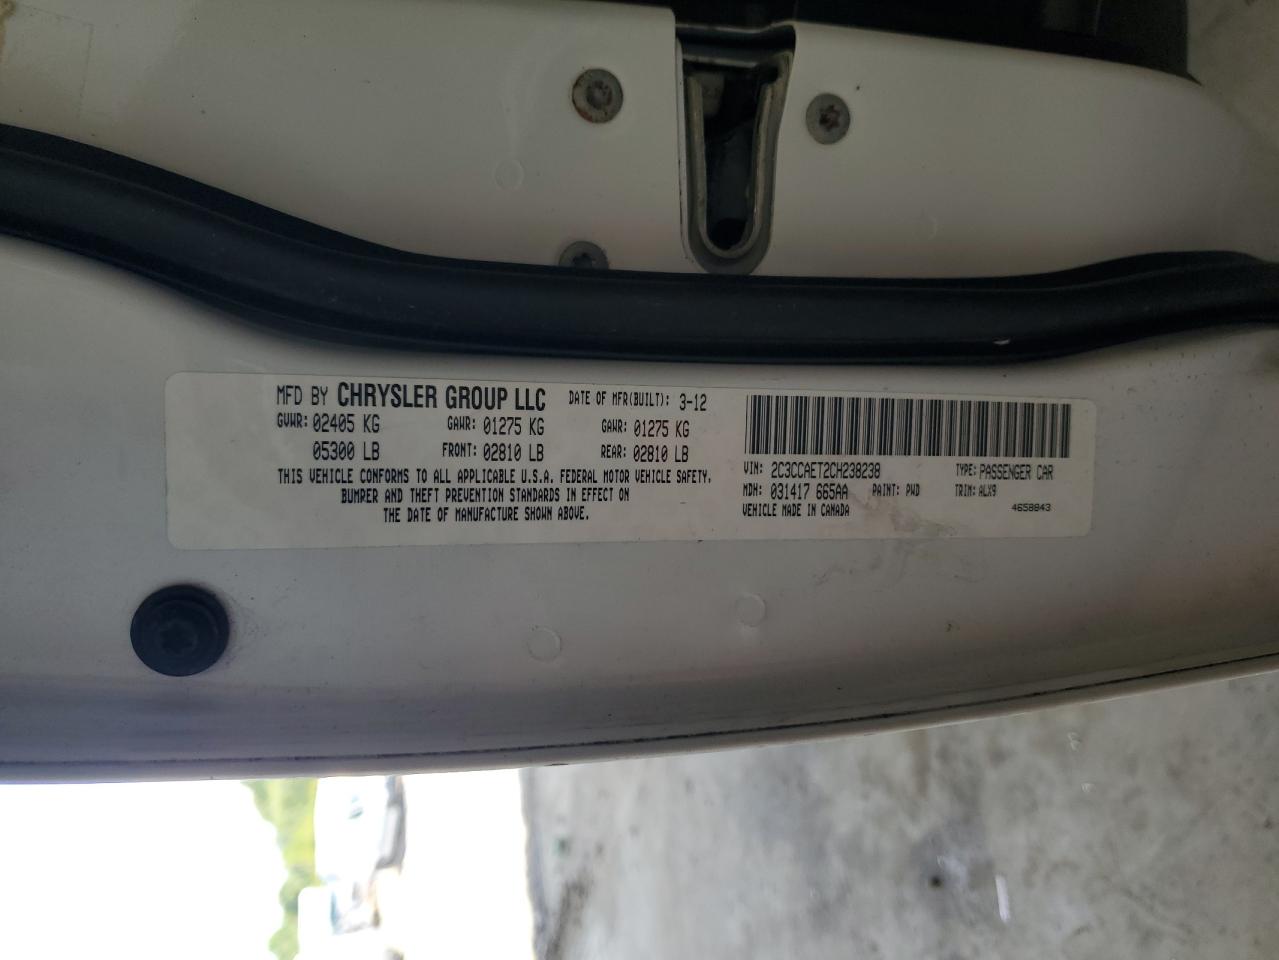 MFD BY CHRYSLER GROUP LLC DATE OF MFR(BUILT): 3-12
GVWR: 02405 KG GAWR: 01275 KG GAWR: 01275 KG
05300 LB FRONT: 02810 LB REAR: 02810 LB
THIS VEHICLE CONFORMS TO ALL APPLICABLE U.S.A. FEDERAL MOTOR VEHICLE SAFETY,
BUMPER AND THEFT PREVENTION STANDARDS IN EFFECT ON
THE DATE OF MANUFACTURE SHOWN ABOVE.
VIN: 2C3CCAET2CH238238 TYPE: PASSENGER CAR
MDH: 031417 665AA PAINT: PWD TRIM: ALX9
VEHICLE MADE IN CANADA 4658843